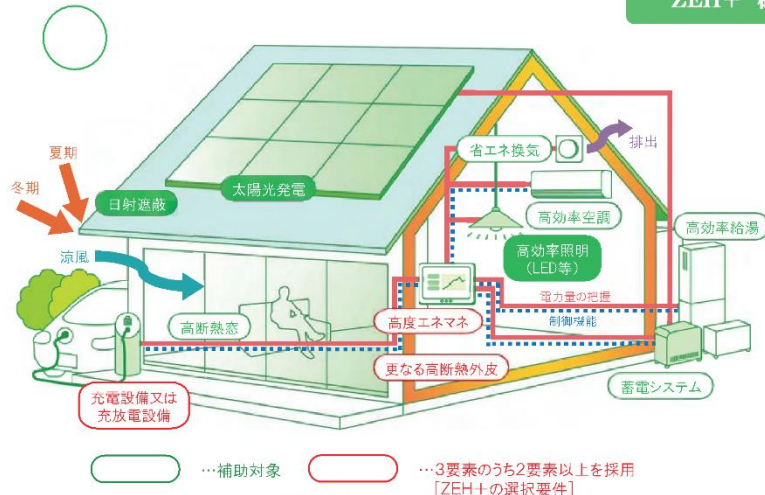 ZEH+
夏期
冬期
日射遮蔽
太陽光発電
省エネ換気
排出
高効率空調
高効率給湯
高効率照明
(LED等)
涼風
高断熱窓
高度エネマネ
電力量の把握
制御機能
更なる高断熱外皮
充電設備又は
充放電設備
蓄電システム
…補助対象
…3要素のうち2要素以上を採用
[ZEH+の選択要件]